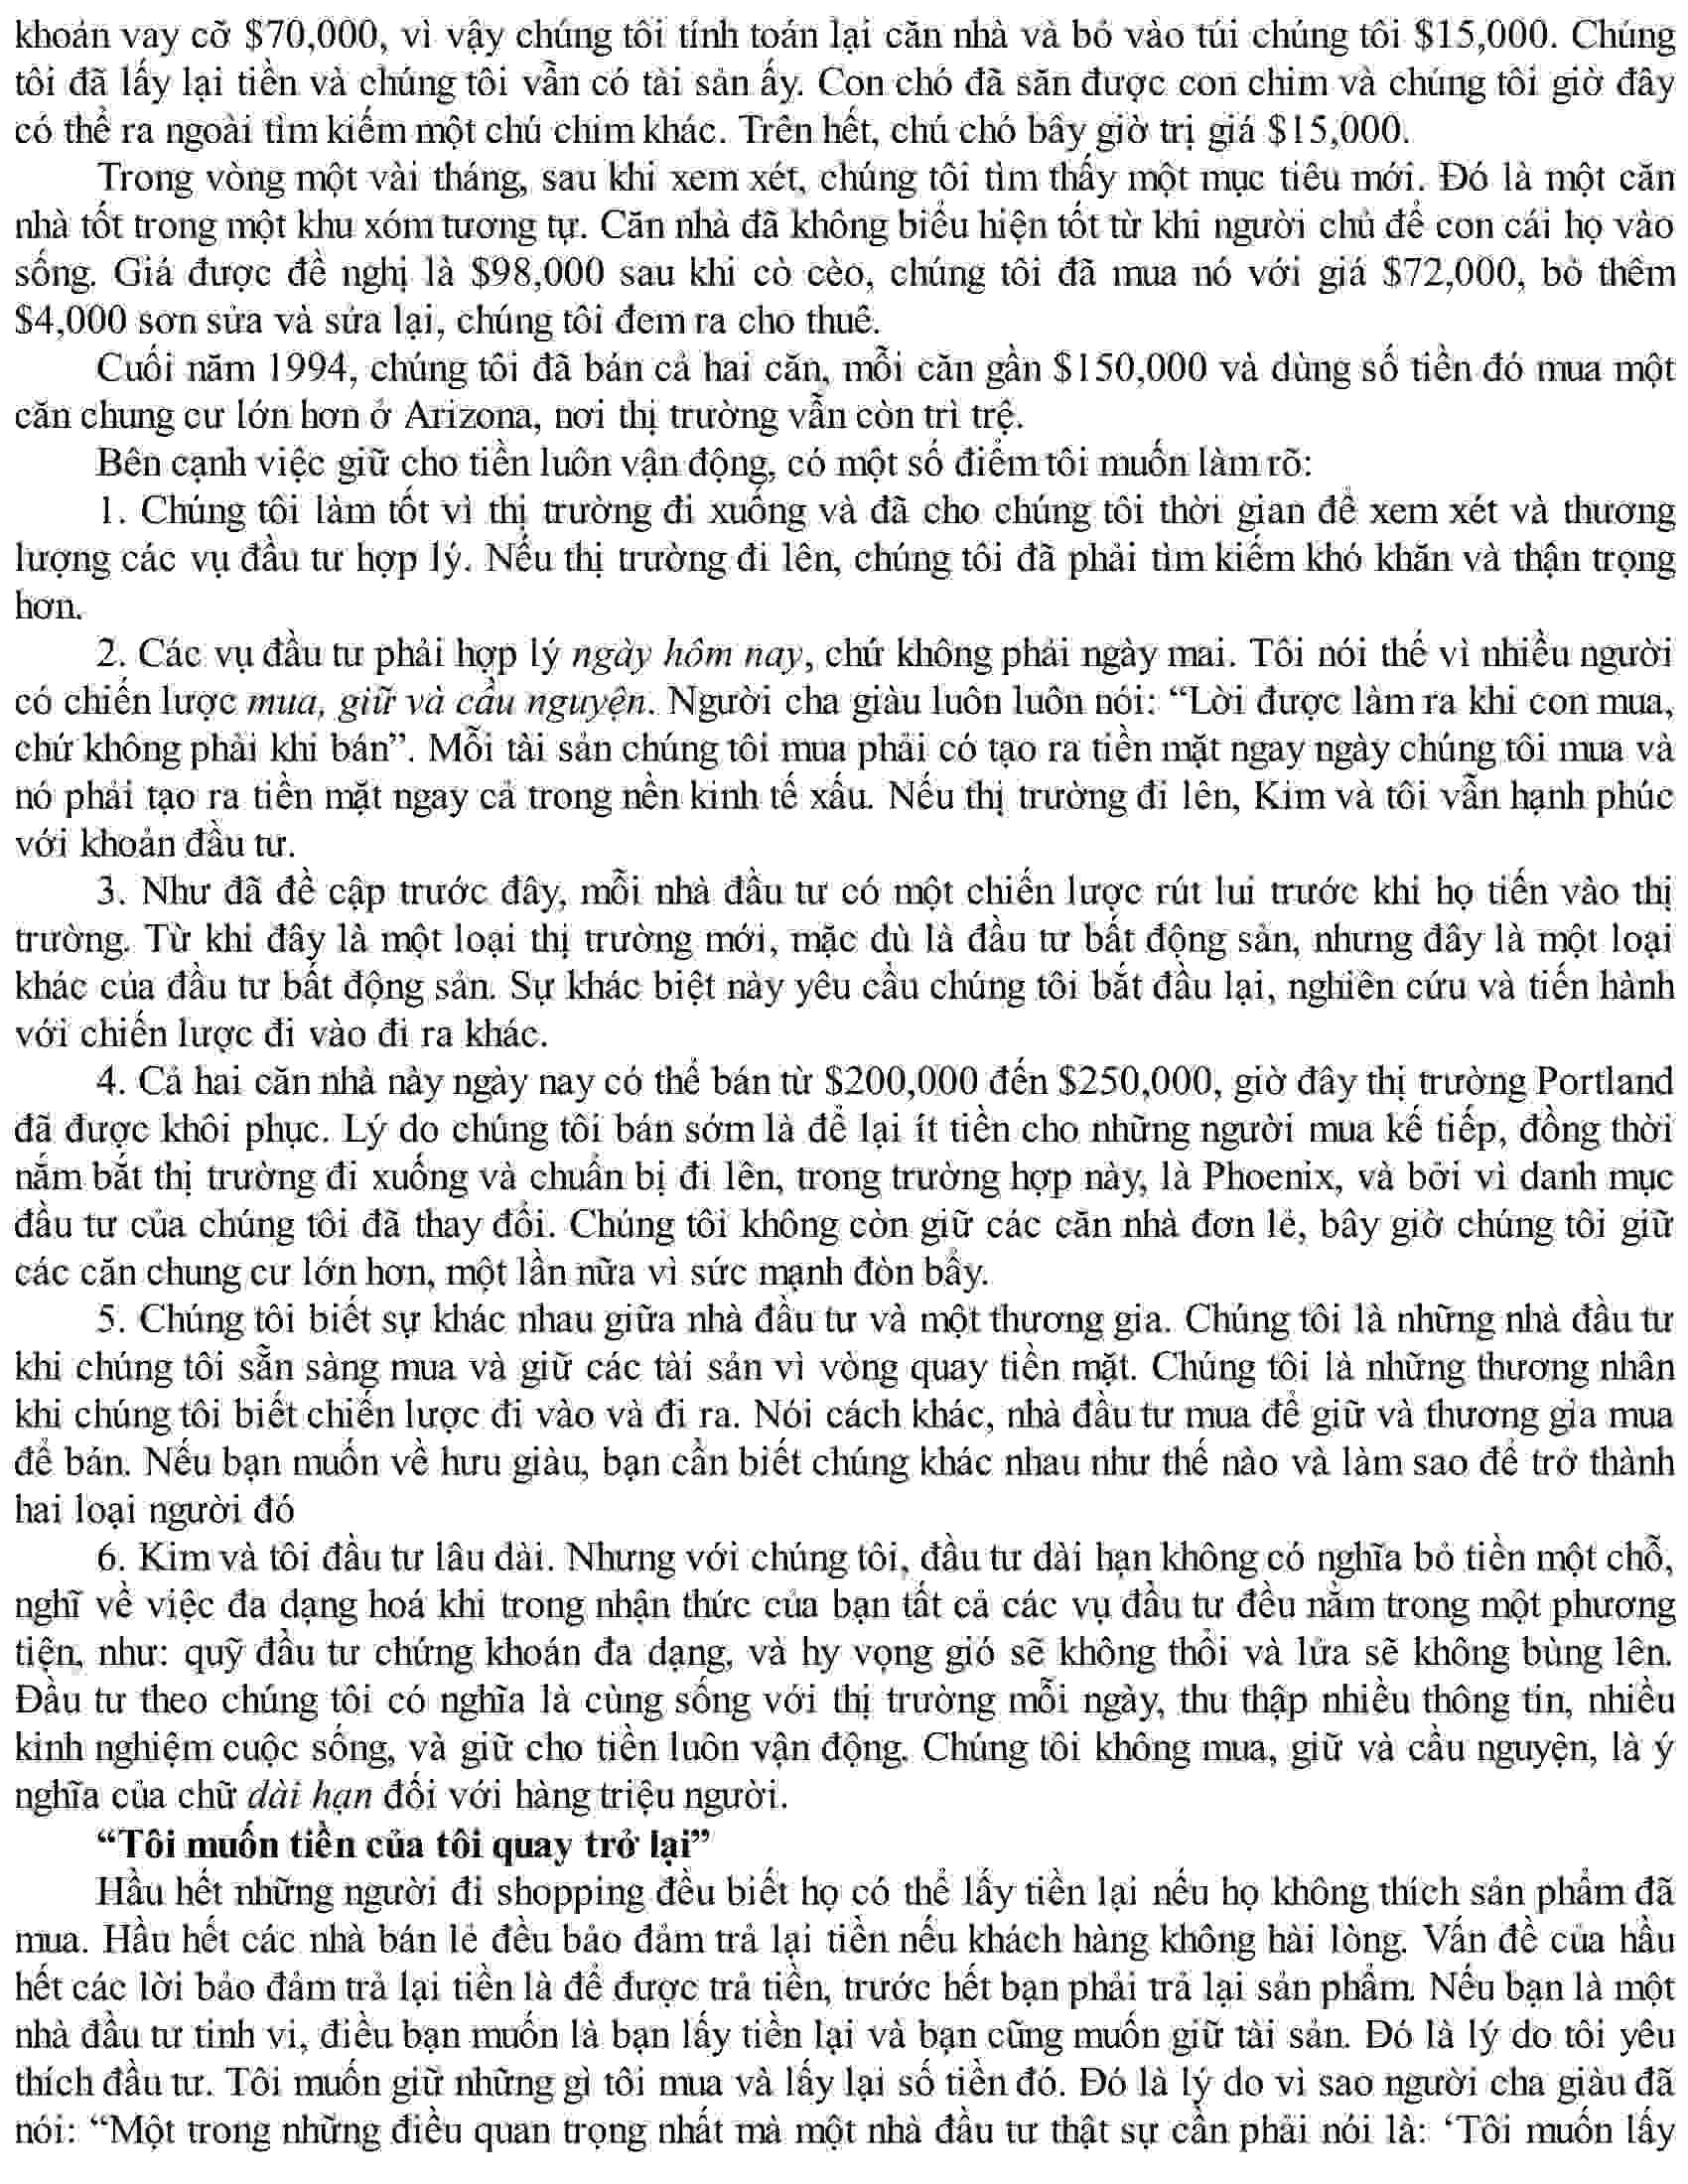 khoản vay cỡ $70,000, vì vậy chúng tôi tính toán lại căn nhà và bỏ vào túi chúng tôi $15,000. Chúng
tôi đã lấy lại tiền và chúng tôi vẫn có tài sản ấy. Con chó đã săn được con chim và chúng tôi giờ đây
có thể ra ngoài tìm kiếm một chú chim khác. Trên hết, chú chó bây giờ trị giá $15,000.
Trong vòng một vài tháng, sau khi xem xét, chúng tôi tìm thấy một mục tiêu mới. Đó là một căn
nhà tốt trong một khu xóm tương tự. Căn nhà đã không biểu hiện tốt từ khi người chủ để con cái họ vào
sống. Giá được đề nghị là $98,000 sau khi cò cèo, chúng tôi đã mua nó với giá $72,000, bỏ thêm
$4,000 sơn sửa và sửa lại, chúng tôi đem ra cho thuê.
Cuối năm 1994, chúng tôi đã bán cả hai căn, mỗi căn gần $150,000 và dùng số tiền đó mua một
căn chung cư lớn hơn ở Arizona, nơi thị trường vẫn còn trì trệ.
Bên cạnh việc giữ cho tiền luôn vận động, có một số điểm tôi muốn làm rõ:
1. Chúng tôi làm tốt vì thị trường đi xuống và đã cho chúng tôi thời gian để xem xét và thương
lượng các vụ đầu tư hợp lý. Nếu thị trường đi lên, chúng tôi đã phải tìm kiếm khó khăn và thận trọng
hơn.
2. Các vụ đầu tư phải hợp lý ngày hôm nay, chứ không phải ngày mai. Tôi nói thế vì nhiều người
có chiến lược mua, giữ và cầu nguyện. Người cha giàu luôn luôn nói: “Lời được làm ra khi con mua,
chứ không phải khi bán”. Mỗi tài sản chúng tôi mua phải có tạo ra tiền mặt ngay ngày chúng tôi mua và
nó phải tạo ra tiền mặt ngay cả trong nền kinh tế xấu. Nếu thị trường đi lên, Kim và tôi vẫn hạnh phúc
với khoản đầu tư.
3. Như đã đề cập trước đây, mỗi nhà đầu tư có một chiến lược rút lui trước khi họ tiến vào thị
trường. Từ khi đây là một loại thị trường mới, mặc dù là đầu tư bất động sản, nhưng đây là một loại
khác của đầu tư bất động sản. Sự khác biệt này yêu cầu chúng tôi bắt đầu lại, nghiên cứu và tiến hành
với chiến lược đi vào đi ra khác.
4. Cả hai căn nhà này ngày nay có thể bán từ $200,000 đến $250,000, giờ đây thị trường Portland
đã được khôi phục. Lý do chúng tôi bán sớm là để lại ít tiền cho những người mua kế tiếp, đồng thời
nắm bắt thị trường đi xuống và chuẩn bị đi lên, trong trường hợp này, là Phoenix, và bởi vì danh mục
đầu tư của chúng tôi đã thay đổi. Chúng tôi không còn giữ các căn nhà đơn lẻ, bây giờ chúng tôi giữ
các căn chung cư lớn hơn, một lần nữa vì sức mạnh đòn bẩy.
5. Chúng tôi biết sự khác nhau giữa nhà đầu tư và một thương gia. Chúng tôi là những nhà đầu tư
khi chúng tôi sẵn sàng mua và giữ các tài sản vì vòng quay tiền mặt. Chúng tôi là những thương nhân
khi chúng tôi biết chiến lược đi vào và đi ra. Nói cách khác, nhà đầu tư mua để giữ và thương gia mua
để bán. Nếu bạn muốn về hưu giàu, bạn cần biết chúng khác nhau như thế nào và làm sao để trở thành
hai loại người đó
6. Kim và tôi đầu tư lâu dài. Nhưng với chúng tôi, đầu tư dài hạn không có nghĩa bỏ tiền một chỗ,
nghĩ về việc đa dạng hoá khi trong nhận thức của bạn tất cả các vụ đầu tư đều nằm trong một phương
tiện, như: quỹ đầu tư chứng khoán đa dạng, và hy vọng gió sẽ không thổi và lửa sẽ không bùng lên.
Đầu tư theo chúng tôi có nghĩa là cùng sống với thị trường mỗi ngày, thu thập nhiều thông tin, nhiều
kinh nghiệm cuộc sống, và giữ cho tiền luôn vận động. Chúng tôi không mua, giữ và cầu nguyện, là ý
nghĩa của chữ dài hạn đối với hàng triệu người.
“Tôi muốn tiền của tôi quay trở lại”
Hầu hết những người đi shopping đều biết họ có thể lấy tiền lại nếu họ không thích sản phẩm đã
mua. Hầu hết các nhà bán lẻ đều bảo đảm trả lại tiền nếu khách hàng không hài lòng. Vấn đề của hầu
hết các lời bảo đảm trả lại tiền là để được trả tiền, trước hết bạn phải trả lại sản phẩm. Nếu bạn là một
nhà đầu tư tinh vi, điều bạn muốn là bạn lấy tiền lại và bạn cũng muốn giữ tài sản. Đó là lý do tôi yêu
thích đầu tư. Tôi muốn giữ những gì tôi mua và lấy lại số tiền đó. Đó là lý do vì sao người cha giàu đã
nói: “Một trong những điều quan trọng nhất mà một nhà đầu tư thật sự cần phải nói là: ‘Tôi muốn lấy